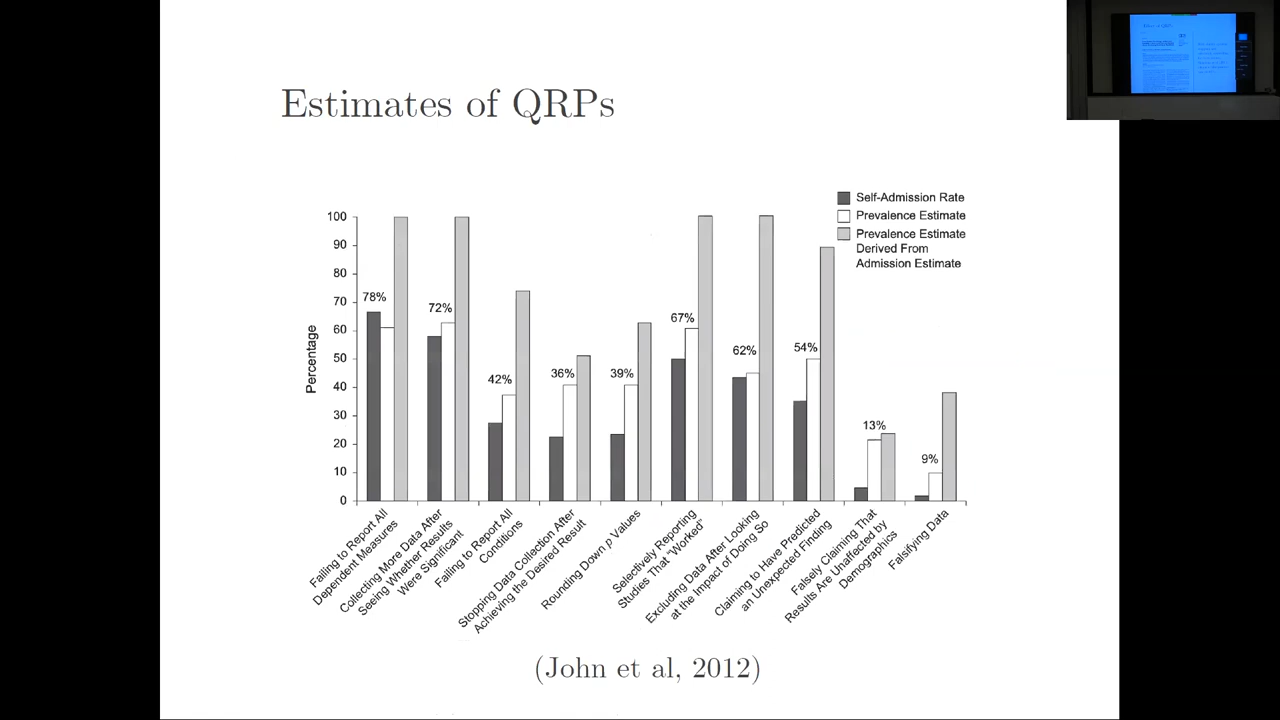 Estimates of QRPs
Self-Admission Rate
Prevalence Estimate
Prevalence Estimate
Derived From
Admission Estimate
Percentage
100
90
80
70
60
50
40
30
20
10
0
78%
72%
42%
36%
39%
67%
62%
54%
13%
9%
Failing to Report All
Dependent Measures
Collecting More Data After
Seeing Whether Results
Were Significant
Failing to Report All
Conditions
Stopping Data Collection After
Achieving the Desired Result
Rounding Down p Values
Selectively Reporting
Studies That “Worked”
Excluding Data After Looking
at the Impact of Doing So
Claiming to Have Predicted
an Unexpected Finding
Falsely Claiming That
Results Are Unaffected by
Demographics
Falsifying Data
(John et al, 2012)